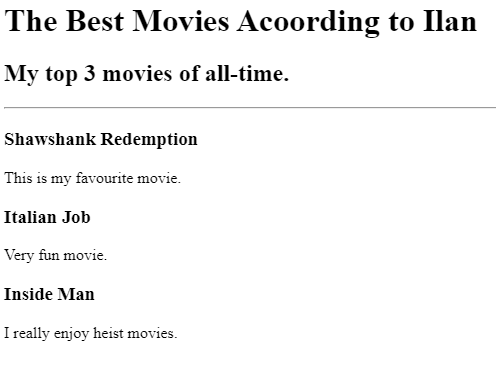 The Best Movies Acoording to Ilan
My top 3 movies of all-time.
Shawshank Redemption
This is my favourite movie.
Italian Job
Very fun movie.
Inside Man
I really enjoy heist movies.